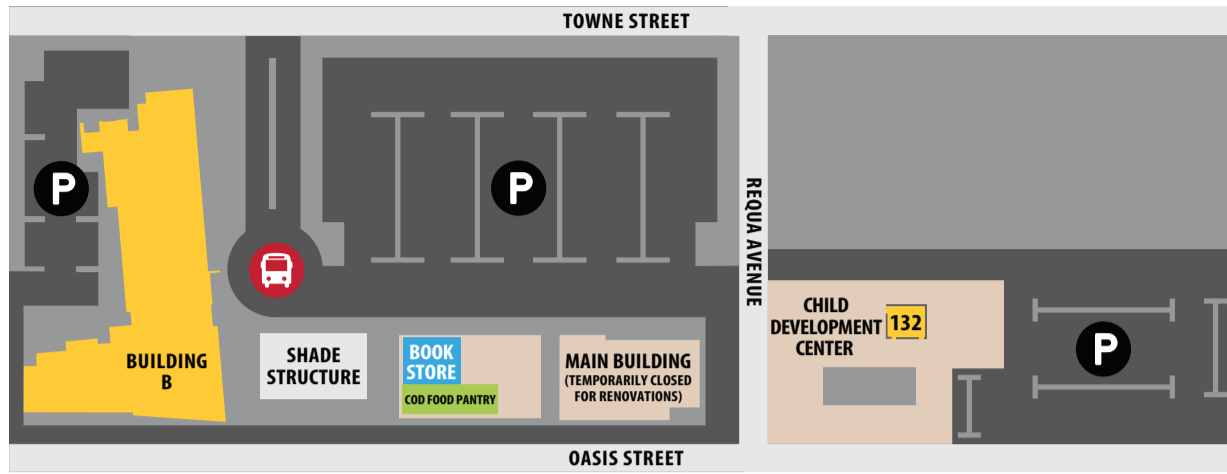 TOWNE STREET
P
P
REQUA AVENUE
BUILDING
B
SHADE
STRUCTURE
BOOK
STORE
COD FOOD PANTRY
MAIN BUILDING
(TEMPORARILY CLOSED
FOR RENOVATIONS)
CHILD
DEVELOPMENT
CENTER
132
P
OASIS STREET